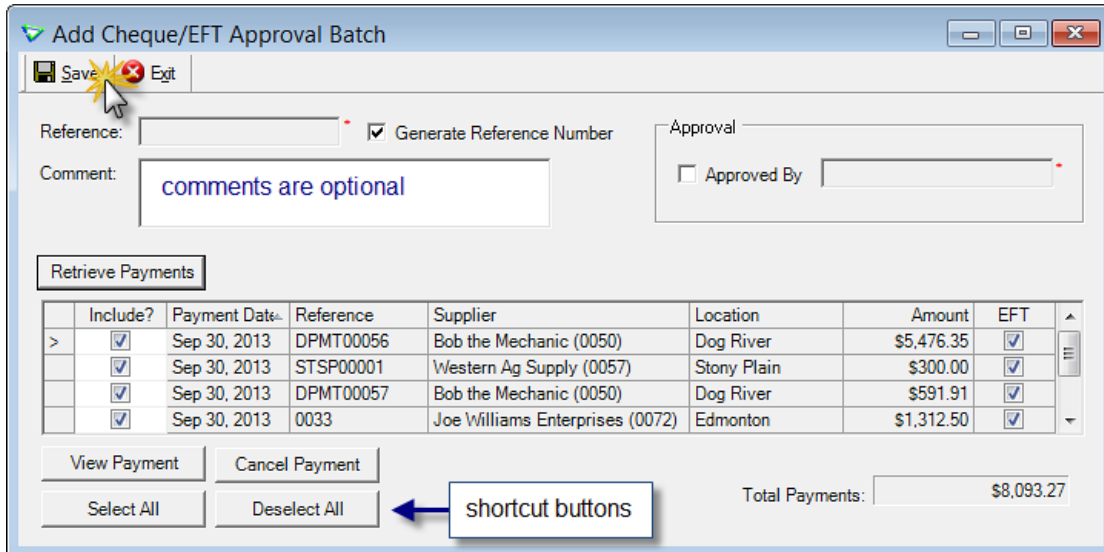 Add Cheque/EFT Approval Batch
Save Exit
Reference: * Generate Reference Number Approval
Comment: comments are optional Approved By *
Retrieve Payments
Include? Payment Date Reference Supplier Location Amount EFT
> Sep 30, 2013 DPMT00056 Bob the Mechanic (0050) Dog River $5,476.35
Sep 30, 2013 STSP00001 Western Ag Supply (0057) Stony Plain $300.00
Sep 30, 2013 DPMT00057 Bob the Mechanic (0050) Dog River $591.91
Sep 30, 2013 0033 Joe Williams Enterprises (0072) Edmonton $1,312.50
View Payment Cancel Payment
Total Payments: $8,093.27
Select All Deselect All shortcut buttons